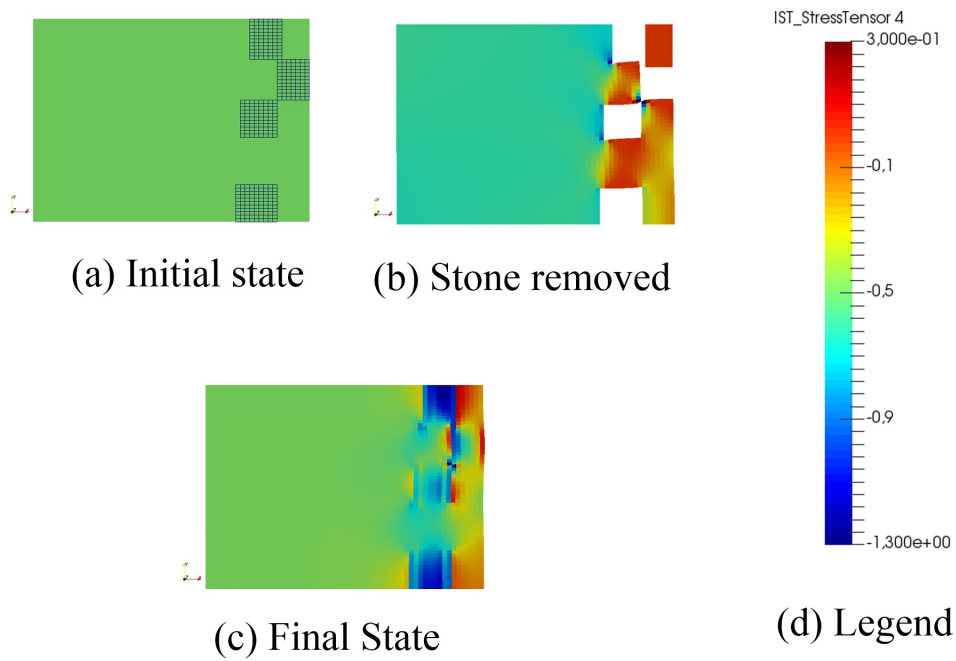 IST_StressTensor 4
3,000e-01
-0,1
-0,5
-0,9
-1,300e+00
(a) Initial state
(b) Stone removed
(c) Final State
(d) Legend